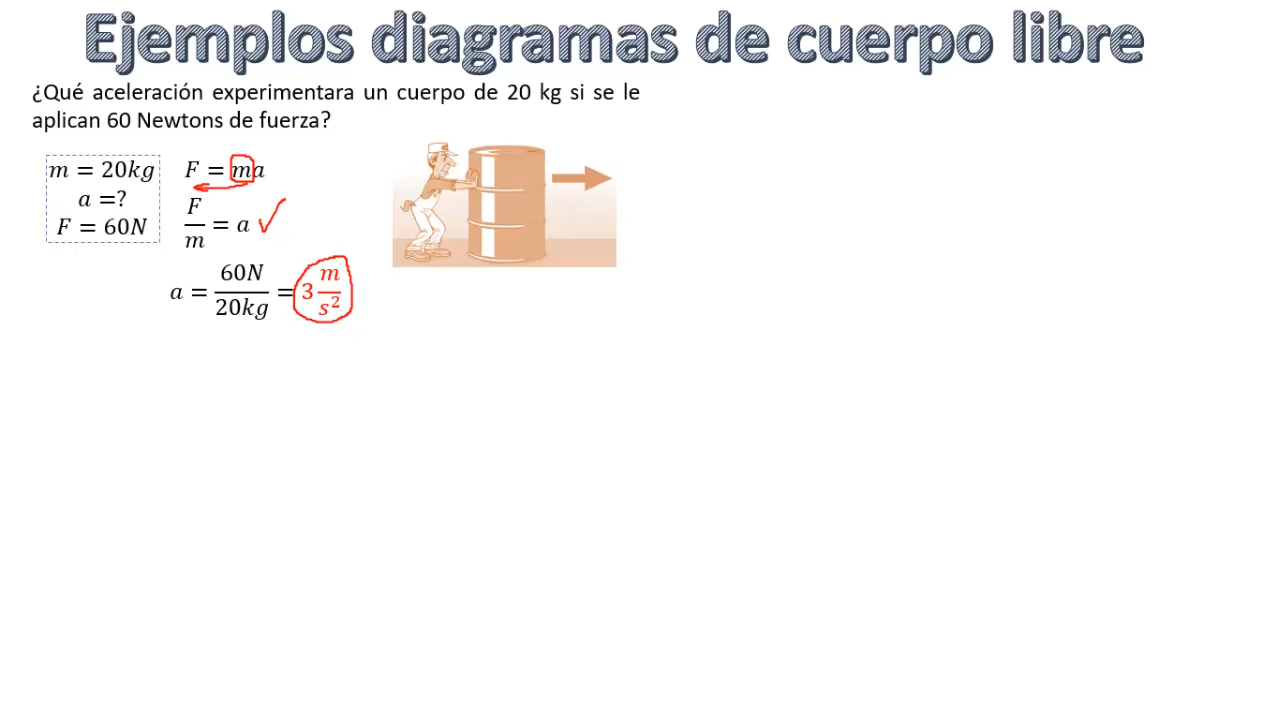 Ejemplos diagramas de cuerpo libre
¿Qué aceleración experimentara un cuerpo de 20 kg si se le
aplican 60 Newtons de fuerza?
m = 20kg
a =?
F = 60N
F = ma
F/m = a
a = 60N/20kg = 3 m/s²